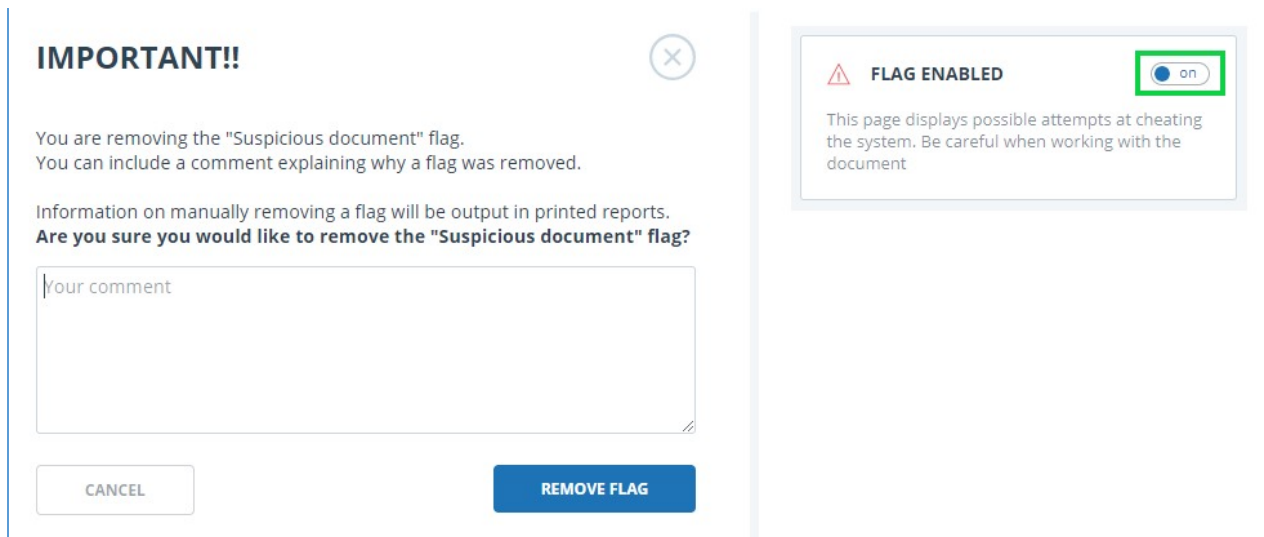 IMPORTANT!!
You are removing the "Suspicious document" flag.
You can include a comment explaining why a flag was removed.
Information on manually removing a flag will be output in printed reports.
Are you sure you would like to remove the "Suspicious document" flag?
Your comment
CANCEL
REMOVE FLAG
FLAG ENABLED
on
This page displays possible attempts at cheating
the system. Be careful when working with the
document